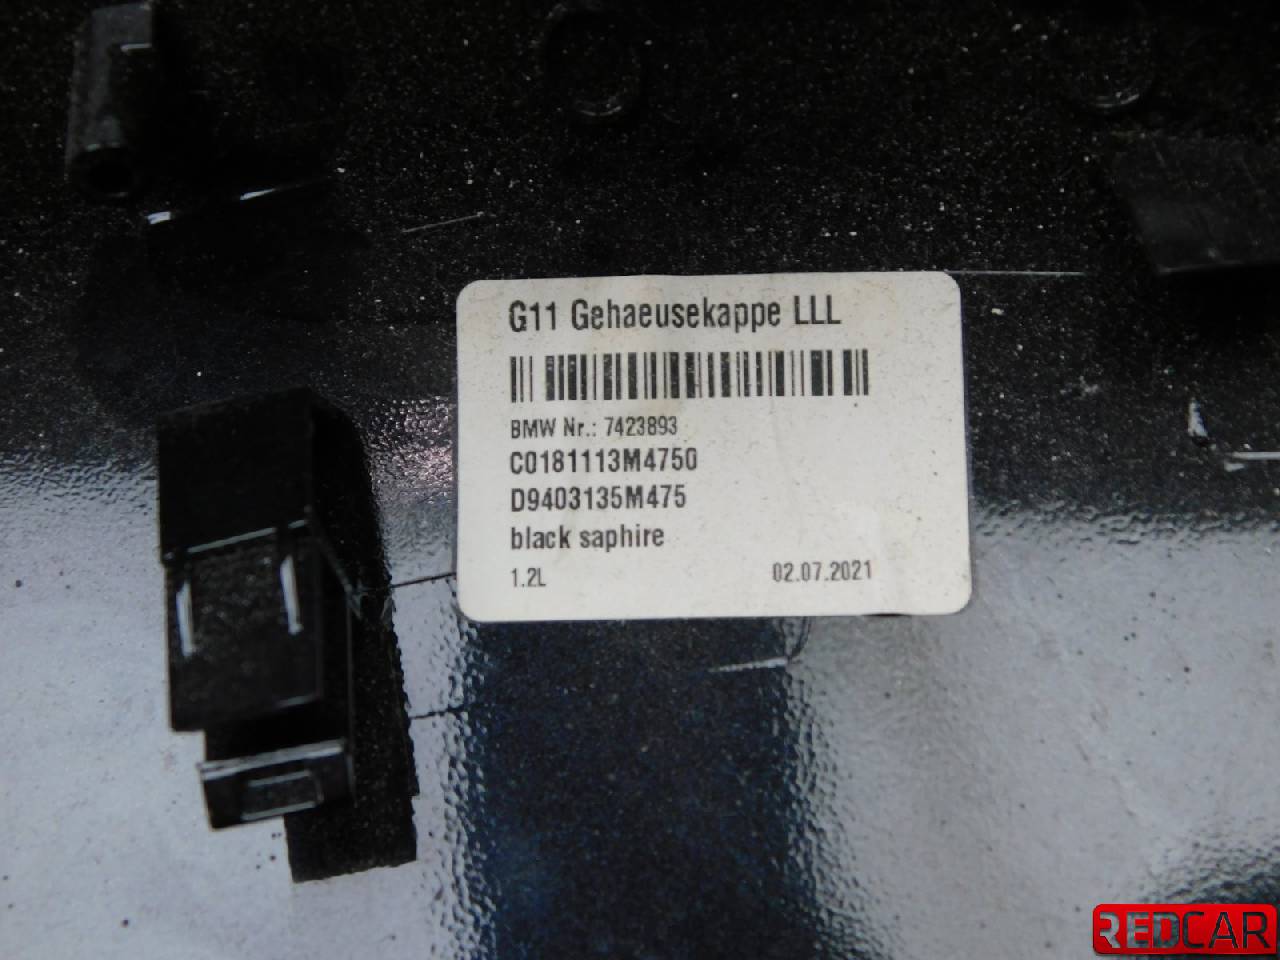 G11 Gehaeusekappe LLL
BMW Nr.: 7423893
C0181113M4750
D9403135M475
black saphire
1.2L 02.07.2021
REDCAR